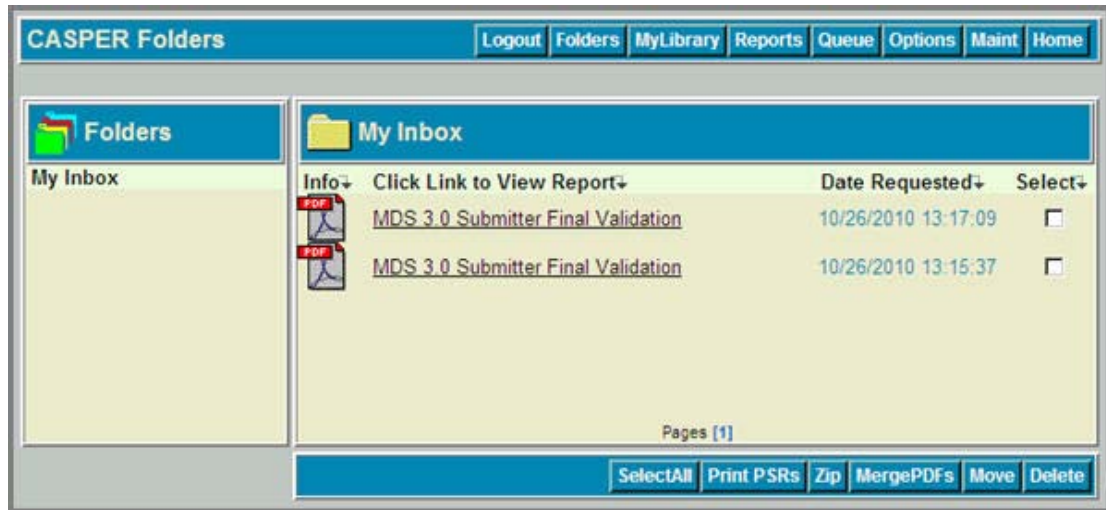 CASPER Folders
Logout Folders MyLibrary Reports Queue Options Maint Home
Folders
My Inbox
My Inbox
Info Click Link to View Report Date Requested Select
PDF MDS 3.0 Submitter Final Validation 10/26/2010 13:17:09
PDF MDS 3.0 Submitter Final Validation 10/26/2010 13:15:37
Pages [1]
SelectAll Print PSRs Zip MergePDFs Move Delete